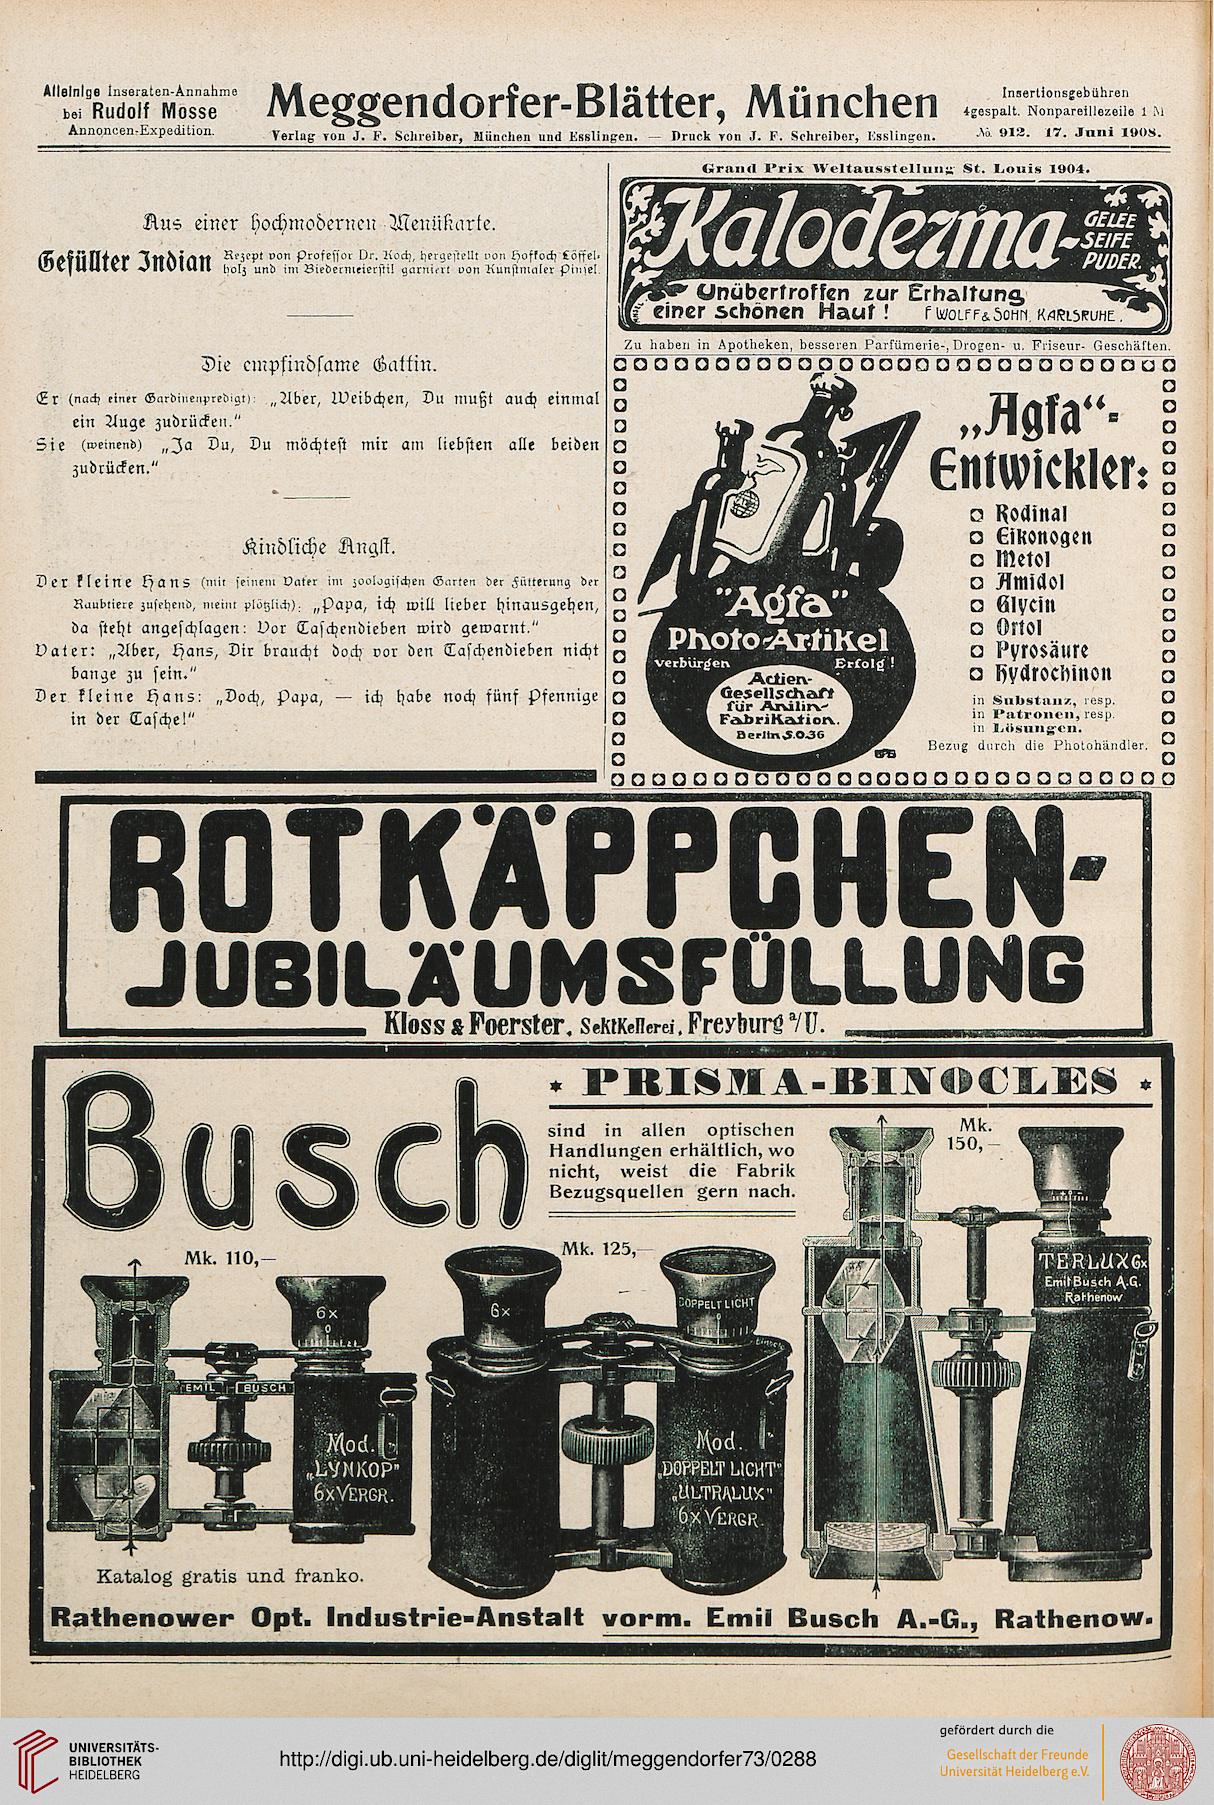 Alleinige Inseraten-Annahme
bei Rudolf Mosse
Annoncen-Expedition.
Meggendorfer-Blätter, München
Verlag von J. F. Schreiber, München und Esslingen. — Druck von J. F. Schreiber, Esslingen.
Insertionsgebühren
4gespalt. Nonpareillezeile 1 M
No. 912. 17. Juni 1908.
Aus einer hochmodernen Menükarte.
Gefüllter Indian Rezept von Professor Dr. Koch, hergestellt von Hofkoch Löffel-
holz und im Biedermeierstil garniert von Kunstmaler Pinsel.
Die empfindsame Gattin.
Er (nach einer Gardinenpredigt): „Aber, Weibchen, Du mußt auch einmal
ein Auge zudrücken.“
Sie (weinend) „Ja Du, Du möchtest mir am liebsten alle beiden
zudrücken.“
Kindliche Angst.
Der kleine Hans (mit seinem Vater im zoologischen Garten der Fütterung der
Raubtiere zusehend, meint plötzlich): „Papa, ich will lieber hinausgehen,
da steht angeschlagen: Vor Taschendieben wird gewarnt.“
Vater: „Aber, Hans, Dir braucht doch vor den Taschendieben nicht
bange zu sein.“
Der kleine Hans: „Doch, Papa, — ich habe noch fünf Pfennige
in der Tasche!“
Grand Prix Weltausstellung St. Louis 1904.
Kaloderma-
GELEE
SEIFE
PUDER.
Unübertroffen zur Erhaltung
einer schönen Haut!
F. WOLFF & SOHN, KARLSRUHE.
Zu haben in Apotheken, besseren Parfümerie-, Drogen- u. Friseur- Geschäften.
"Agfa"
Photo-Artikel
verbürgen Erfolg!
Actien-
Gesellschaft
für Anilin-
Fabrikation.
Berlin S.O.36
„Agfa“-
Entwickler:
Rodinal
Eikonogen
Metol
Amidol
Glycin
Ortol
Pyrosäure
Hydrochinon
in Substanz, resp.
in Patronen, resp.
in Lösungen.
Bezug durch die Photohändler.
ROTKÄPPCHEN-
JUBILÄUMSFÜLLUNG
Kloss & Foerster, Sektkellerei, Freyburg a/U.
Busch
* PRISMA-BINOCLES *
sind in allen optischen
Handlungen erhältlich, wo
nicht, weist die Fabrik
Bezugsquellen gern nach.
Mk. 110,—
Mk. 125,—
Mk.
150,—
6x
0
EMIL BUSCH
Mod.
„LYNKOP"
6xVERGR.
6x
DOPPELT LICHT
0
Mod.
„DOPPELT LICHT"
„ULTRALUX"
6xVERGR.
TERLUX 6x
Emil Busch A.G.
Rathenow
Katalog gratis und franko.
Rathenower Opt. Industrie-Anstalt vorm. Emil Busch A.-G., Rathenow.
UNIVERSITÄTS-
BIBLIOTHEK
HEIDELBERG
http://digi.ub.uni-heidelberg.de/diglit/meggendorfer73/0288
gefördert durch die
Gesellschaft der Freunde
Universität Heidelberg e.V.